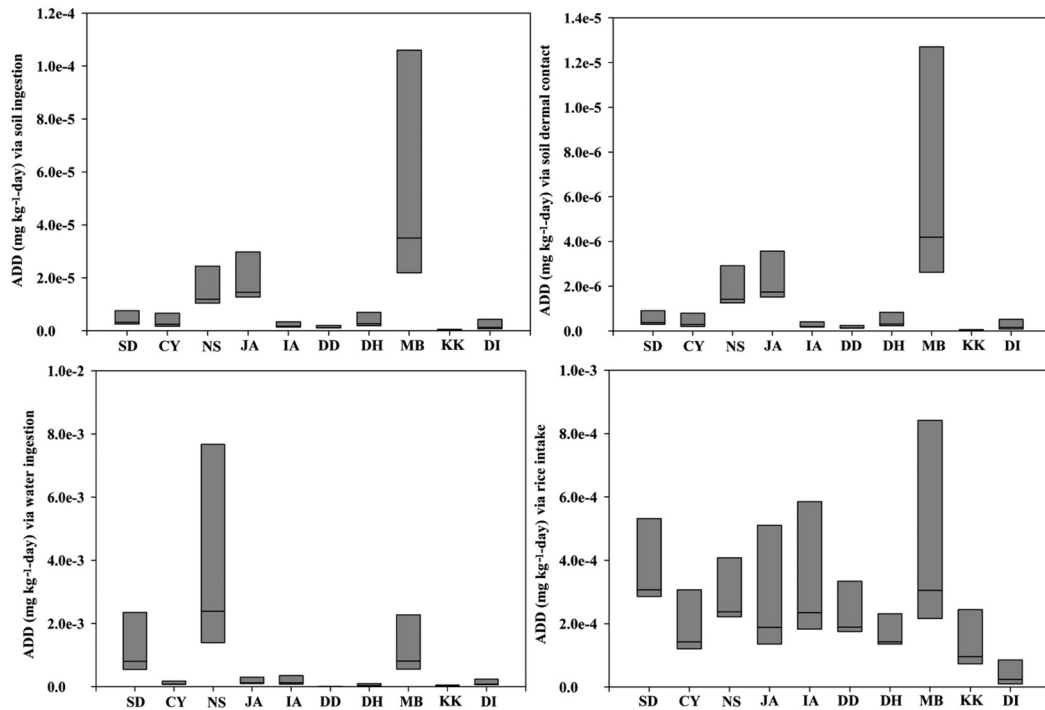 ADD (mg kg⁻¹-day) via soil ingestion
1.2e-4
1.0e-4
8.0e-5
6.0e-5
4.0e-5
2.0e-5
0.0
SD CY NS JA IA DD DH MB KK DI
ADD (mg kg⁻¹-day) via soil dermal contact
1.4e-5
1.2e-5
1.0e-5
8.0e-6
6.0e-6
4.0e-6
2.0e-6
0.0
SD CY NS JA IA DD DH MB KK DI
ADD (mg kg⁻¹-day) via water ingestion
1.0e-2
8.0e-3
6.0e-3
4.0e-3
2.0e-3
0.0
SD CY NS JA IA DD DH MB KK DI
ADD (mg kg⁻¹-day) via rice intake
1.0e-3
8.0e-4
6.0e-4
4.0e-4
2.0e-4
0.0
SD CY NS JA IA DD DH MB KK DI